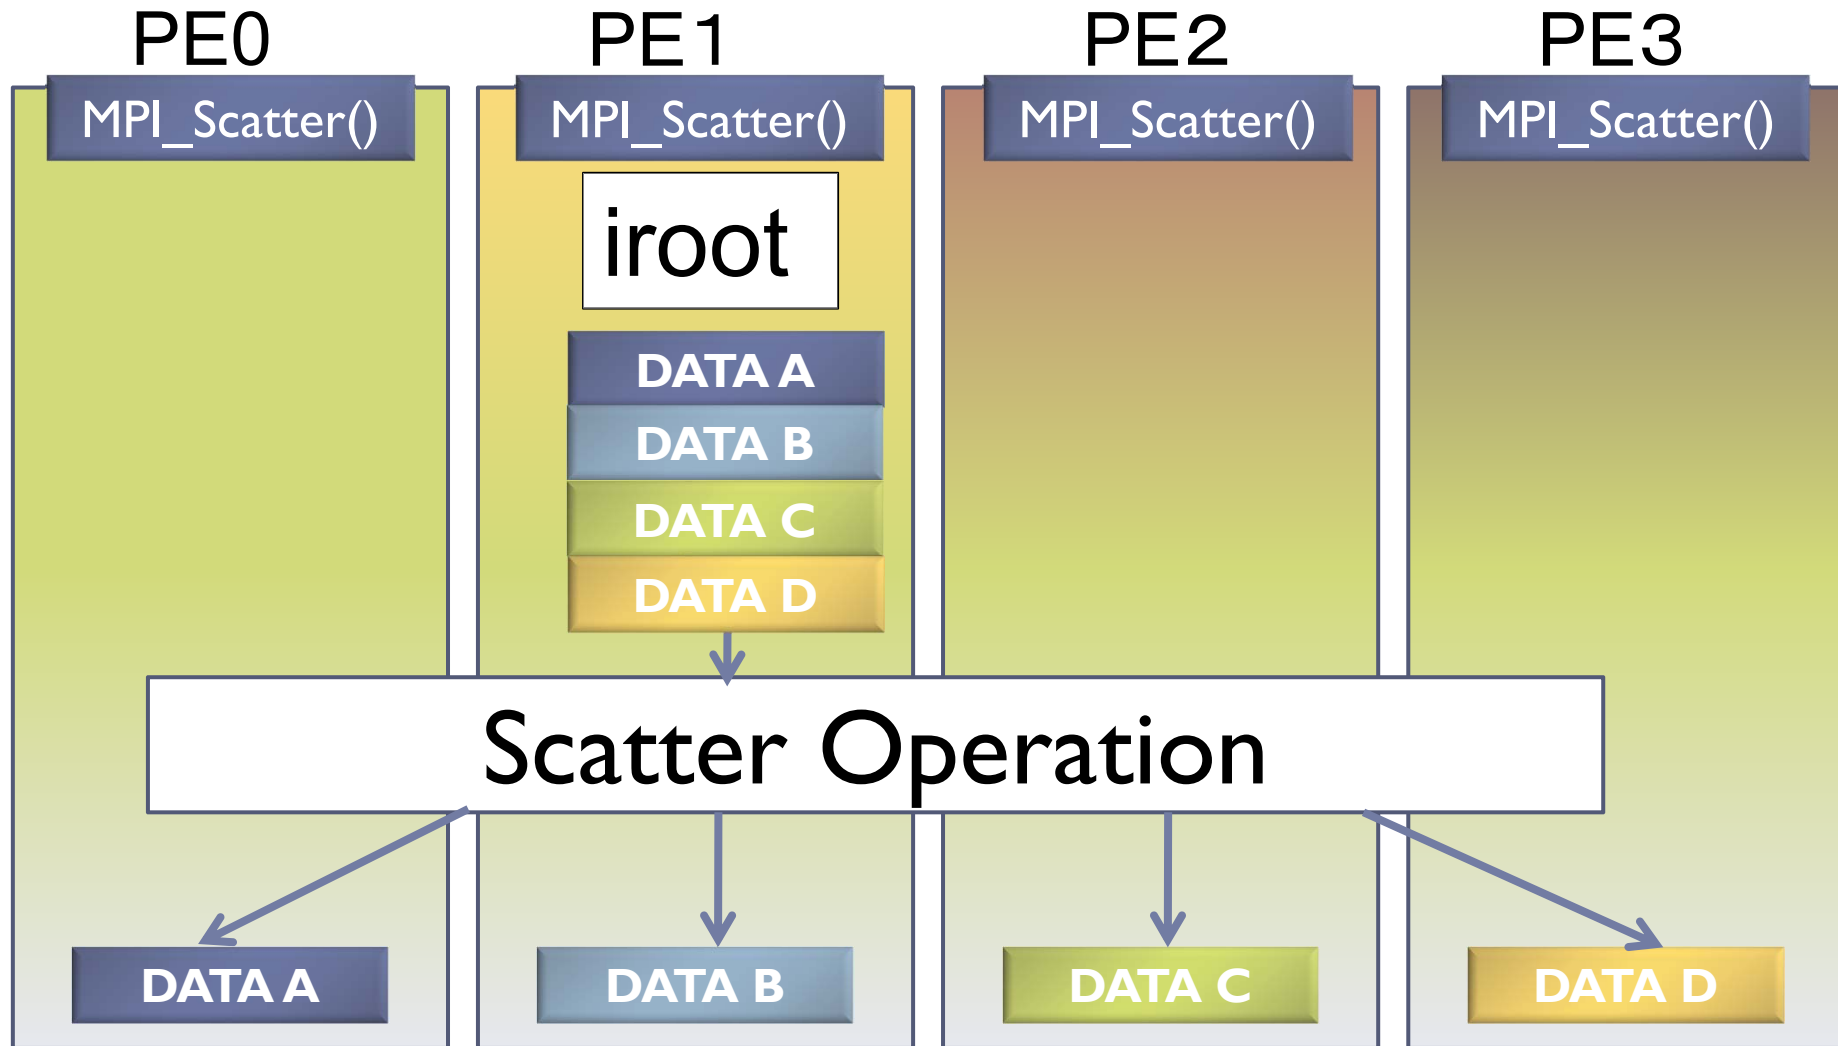 PE0
PE1
PE2
PE3
MPI_Scatter()
MPI_Scatter()
MPI_Scatter()
MPI_Scatter()
iroot
DATA A
DATA B
DATA C
DATA D
Scatter Operation
DATA A
DATA B
DATA C
DATA D